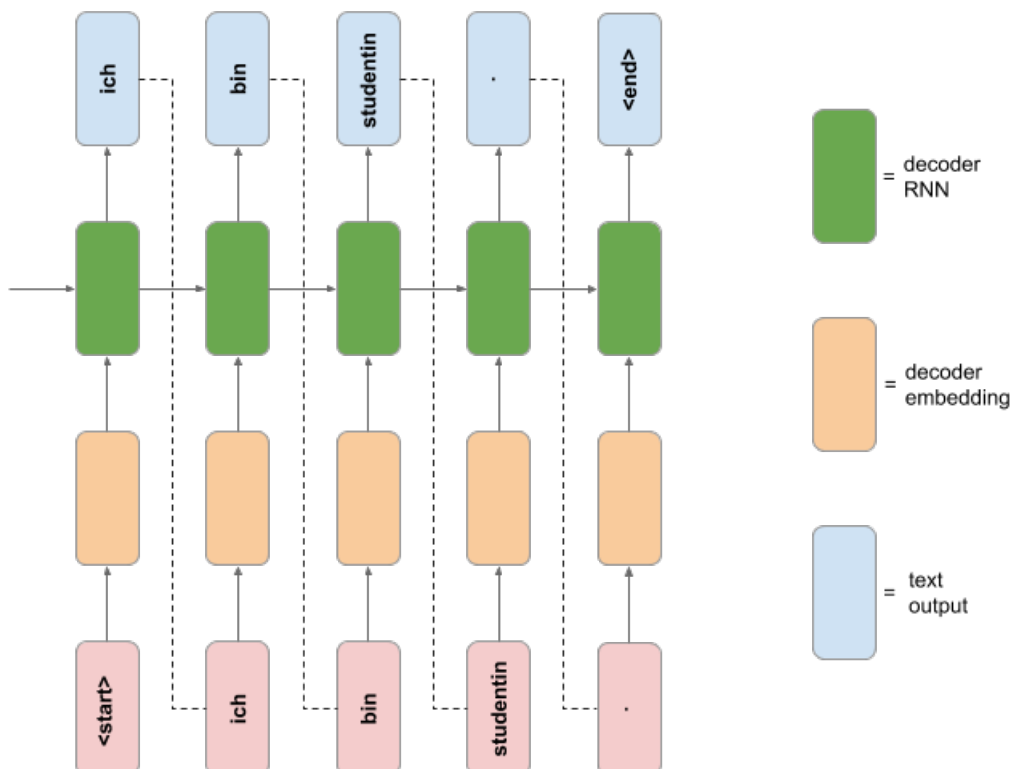 ich
bin
studentin
.
<end>
= decoder
RNN
= decoder
embedding
= text
output
<start>
ich
bin
studentin
.